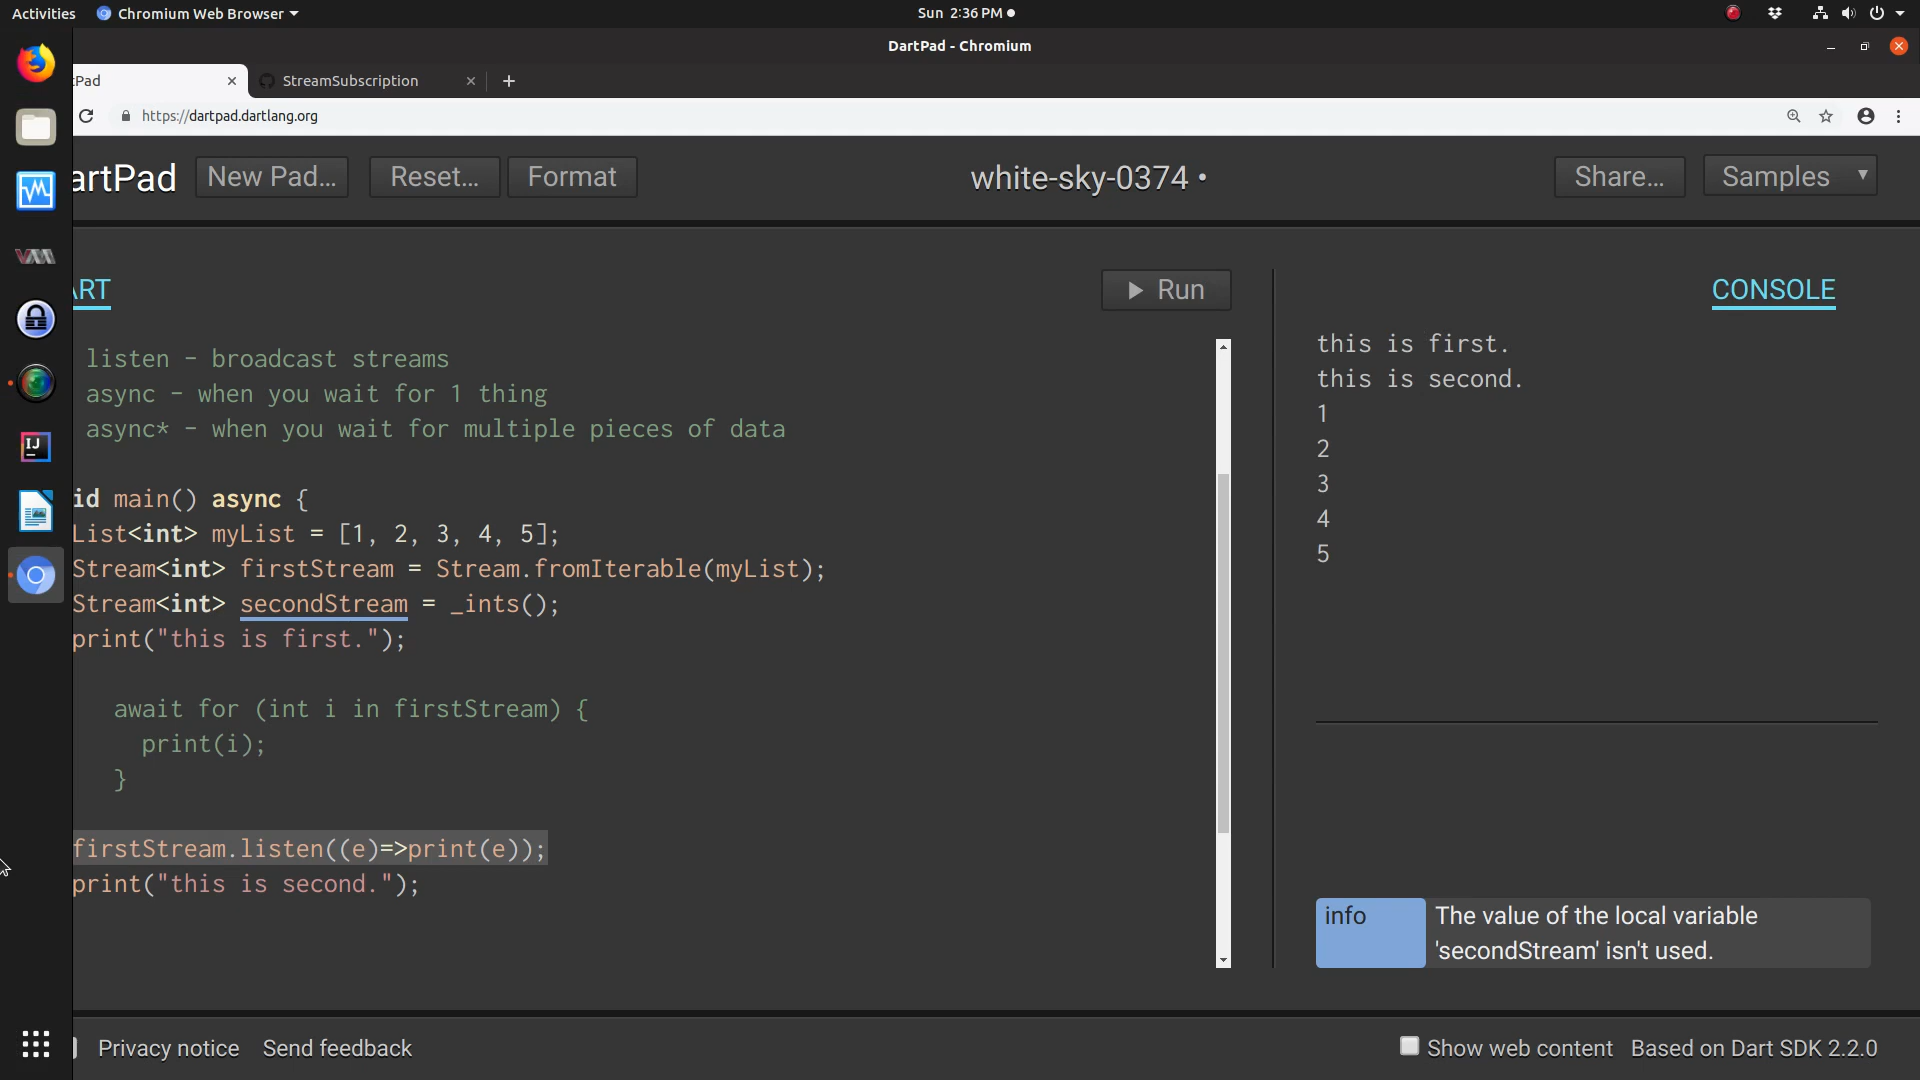 Activities Chromium Web Browser Sun 2:36 PM
DartPad - Chromium
tPad StreamSubscription
https://dartpad.dartlang.org
artPad New Pad... Reset... Format white-sky-0374 • Share... Samples
ART Run CONSOLE
listen - broadcast streams
async - when you wait for 1 thing
async* - when you wait for multiple pieces of data
id main() async {
List<int> myList = [1, 2, 3, 4, 5];
Stream<int> firstStream = Stream.fromIterable(myList);
Stream<int> secondStream = _ints();
print("this is first.");
await for (int i in firstStream) {
print(i);
}
firstStream.listen((e)=>print(e));
print("this is second.");
this is first.
this is second.
1
2
3
4
5
info The value of the local variable
'secondStream' isn't used.
Privacy notice Send feedback Show web content Based on Dart SDK 2.2.0
VM
IJ